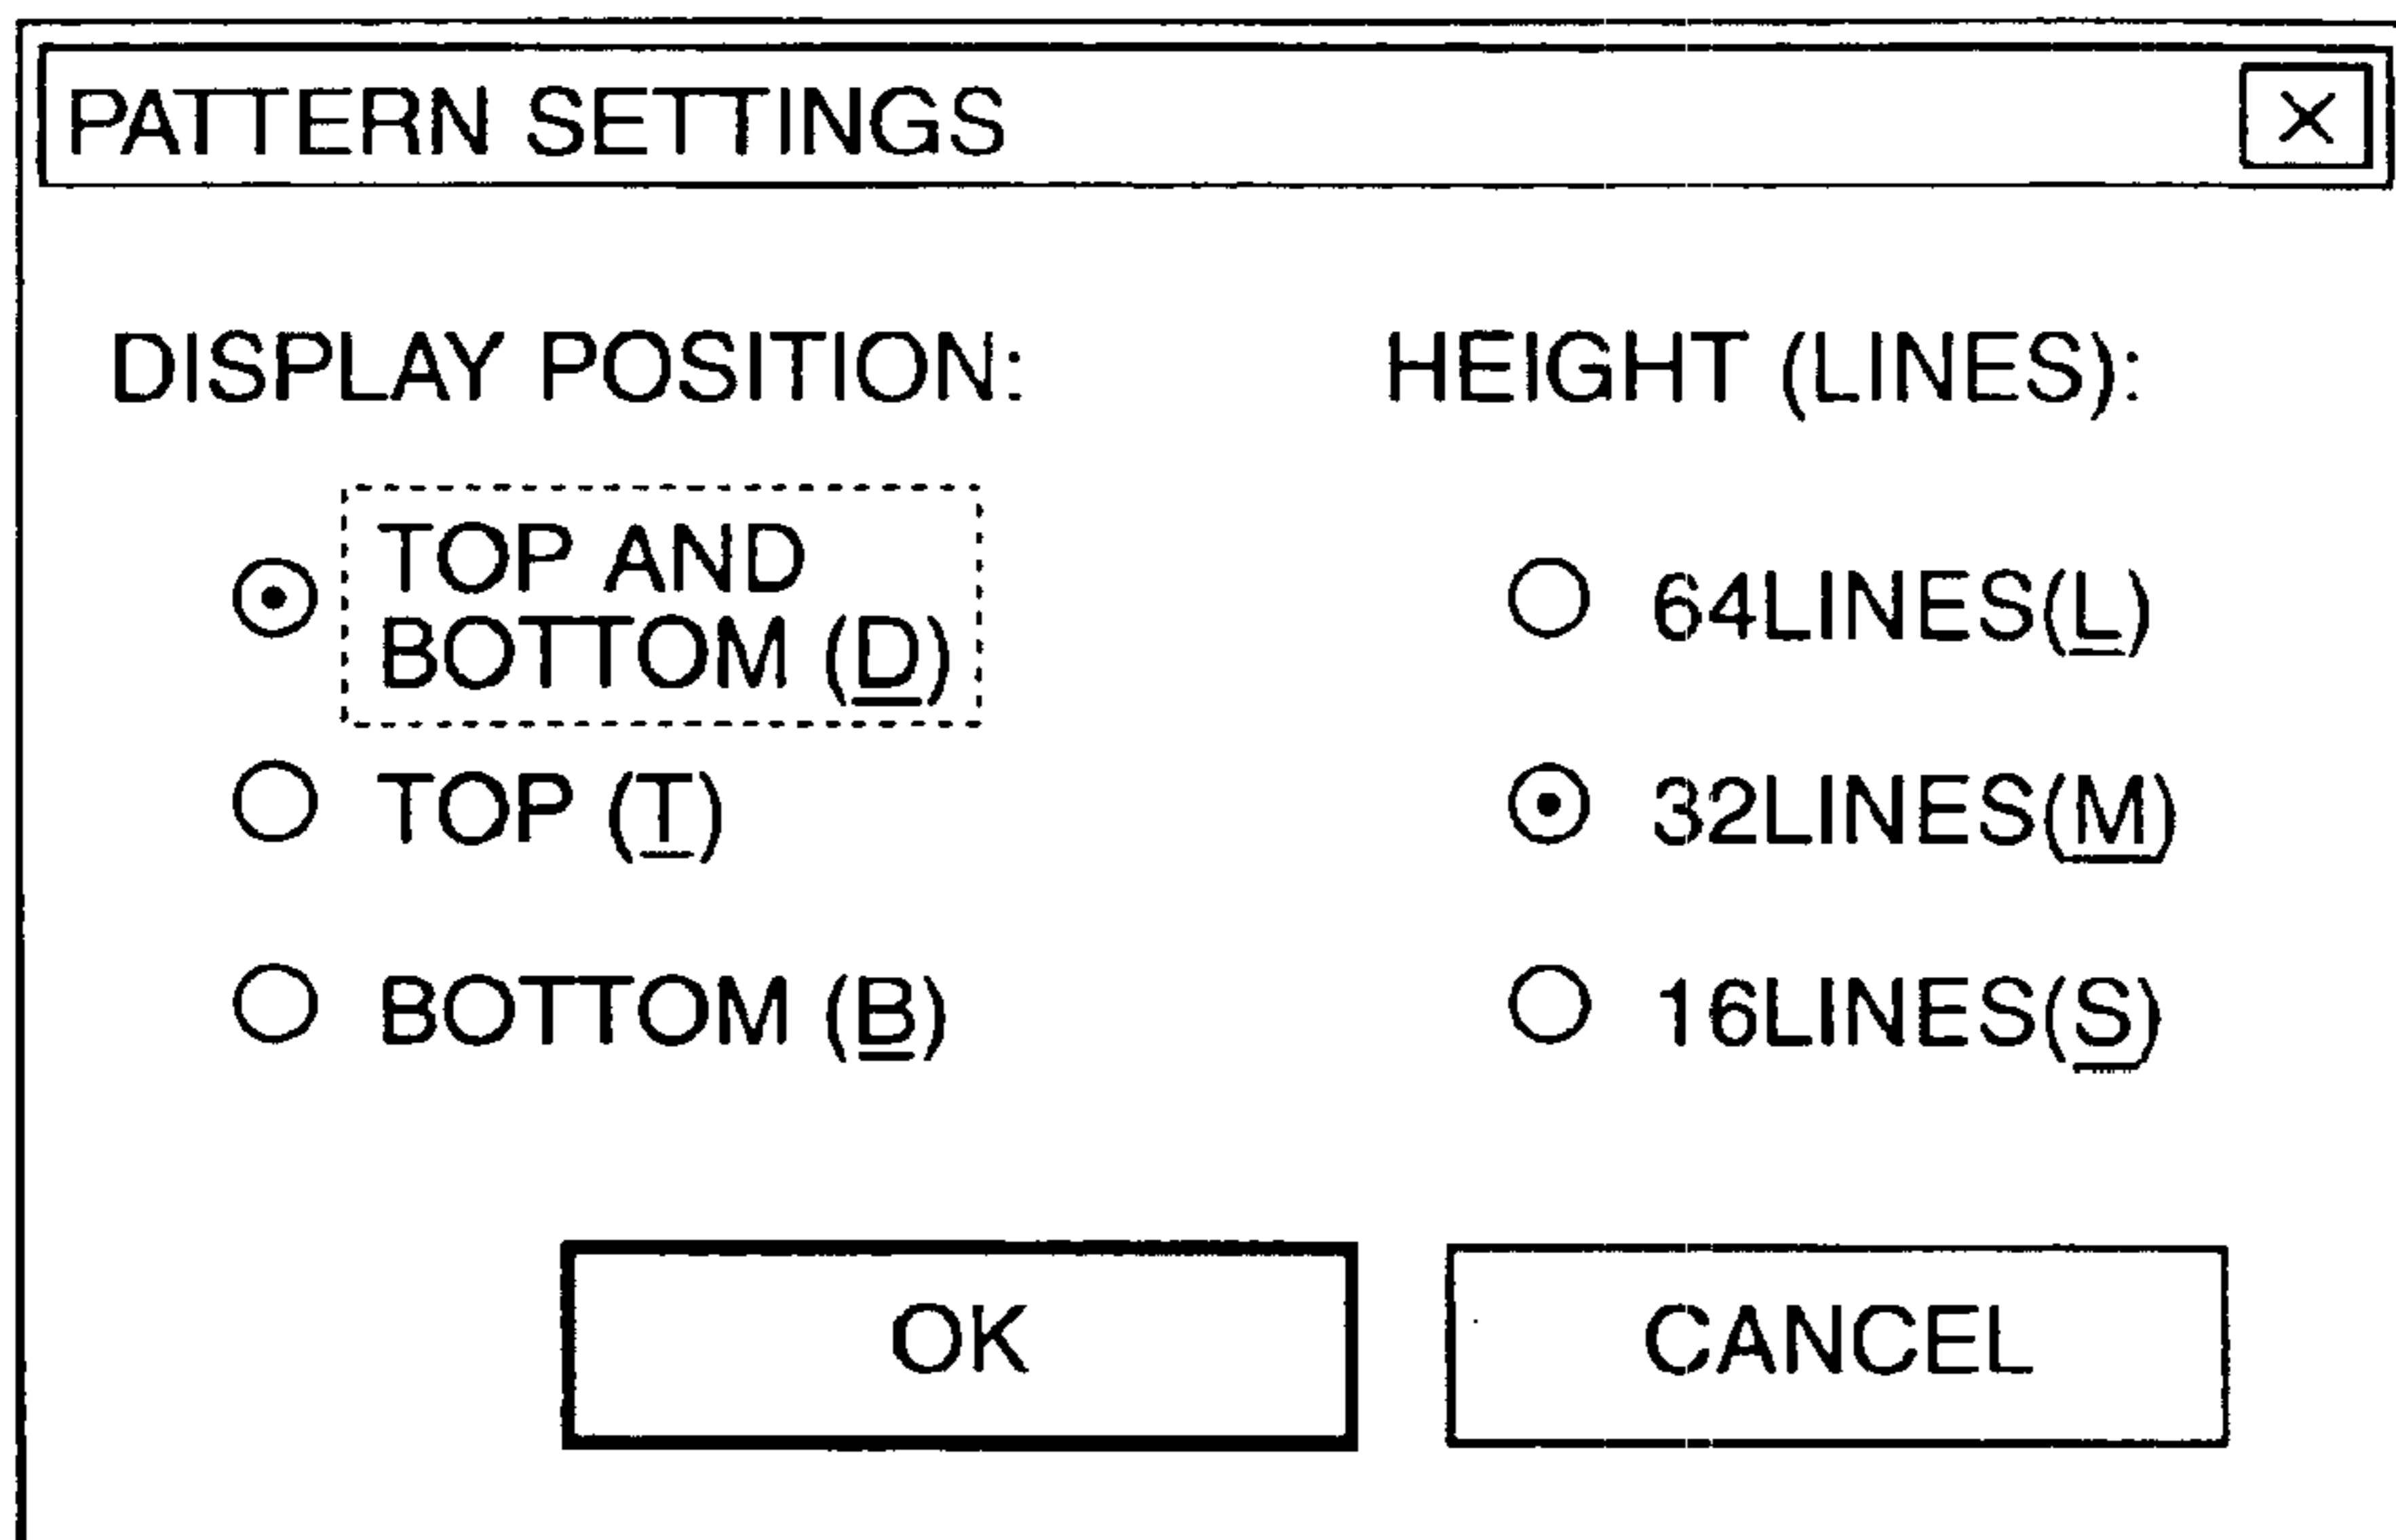 PATTERN SETTINGS
X
DISPLAY POSITION:
TOP AND
BOTTOM (D)
TOP (T)
BOTTOM (B)
HEIGHT (LINES):
64LINES(L)
32LINES(M)
16LINES(S)
OK
CANCEL